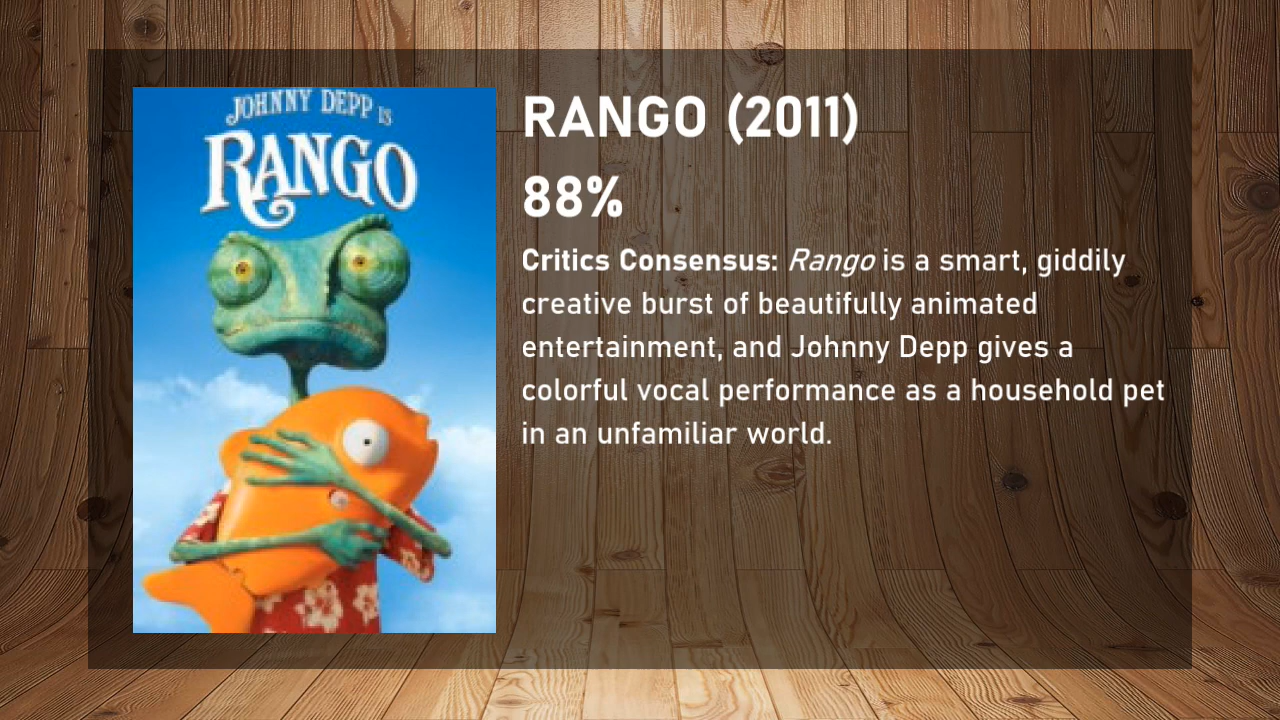 JOHNNY DEPP IS
RANGO
RANGO (2011)
88%
Critics Consensus: Rango is a smart, giddily
creative burst of beautifully animated
entertainment, and Johnny Depp gives a
colorful vocal performance as a household pet
in an unfamiliar world.